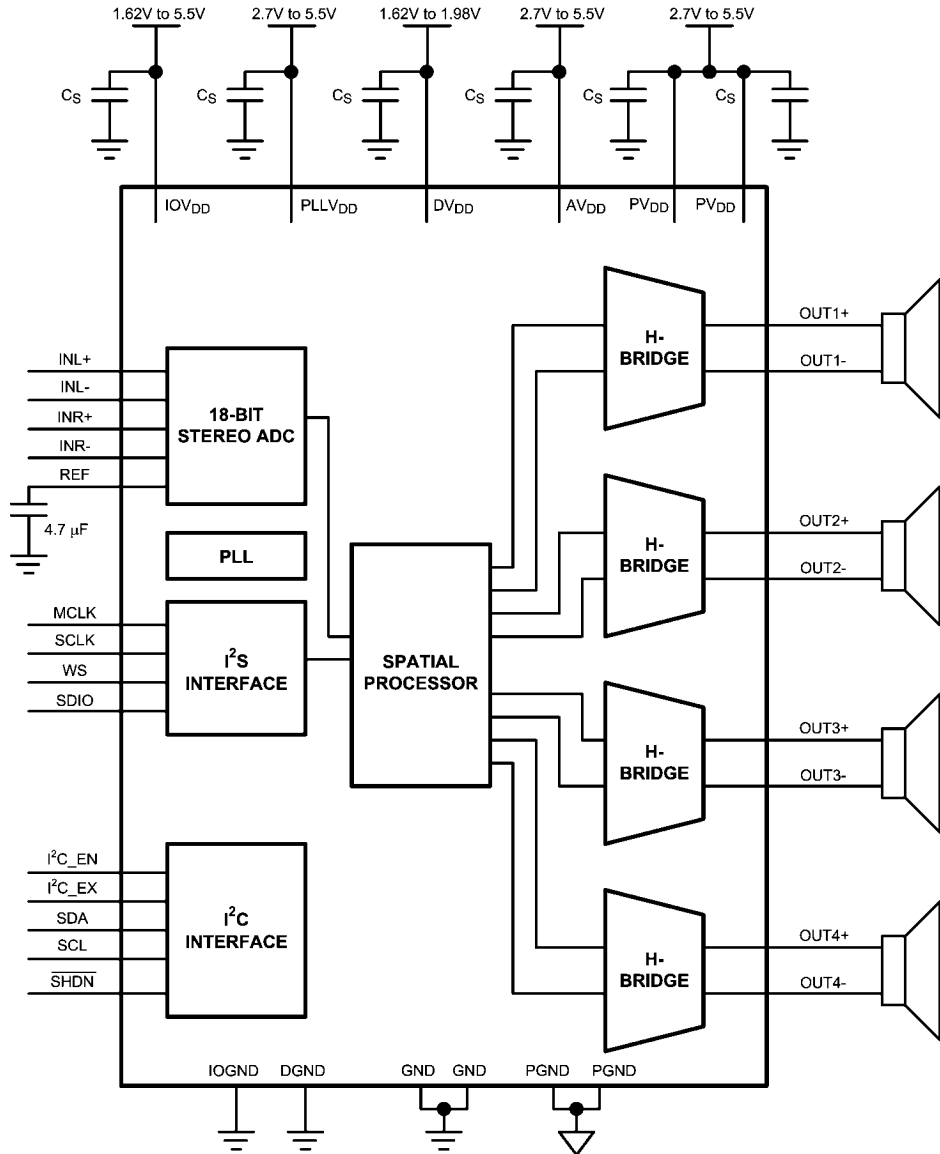 1.62V to 5.5V
2.7V to 5.5V
1.62V to 1.98V
2.7V to 5.5V
2.7V to 5.5V
CS
CS
CS
CS
CS
CS
IOVDD
PLLVDD
DVDD
AVDD
PVDD
PVDD
INL+
INL-
INR+
INR-
REF
4.7 µF
18-BIT
STEREO ADC
PLL
MCLK
SCLK
WS
SDIO
I²S
INTERFACE
SPATIAL
PROCESSOR
I²C_EN
I²C_EX
SDA
SCL
SHDN
I²C
INTERFACE
H-
BRIDGE
OUT1+
OUT1-
H-
BRIDGE
OUT2+
OUT2-
H-
BRIDGE
OUT3+
OUT3-
H-
BRIDGE
OUT4+
OUT4-
IOGND
DGND
GND
GND
PGND
PGND